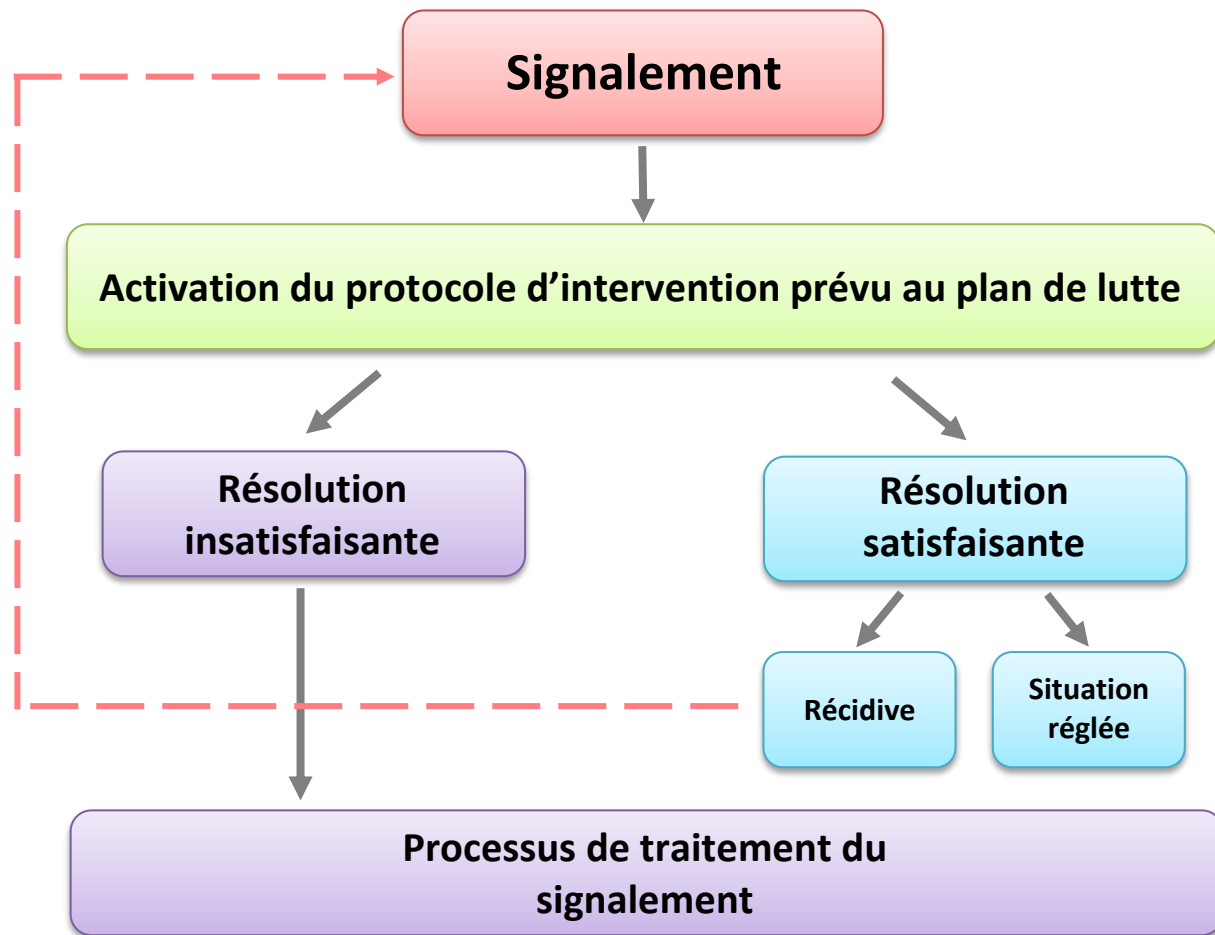 Signalement
Activation du protocole d’intervention prévu au plan de lutte
Résolution
insatisfaisante
Résolution
satisfaisante
Récidive
Situation
réglée
Processus de traitement du
signalement